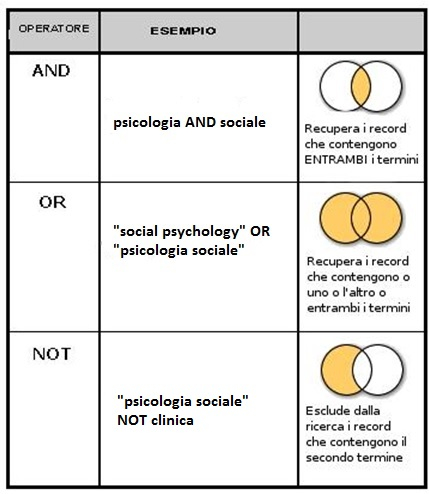 OPERATORE
ESEMPIO
AND
psicologia AND sociale
Recupera i record
che contengono
ENTRAMBI i termini
OR
"social psychology" OR
"psicologia sociale"
Recupera i record
che contengono o
uno o l'altro o
entrambi i termini
NOT
"psicologia sociale"
NOT clinica
Esclude dalla
ricerca i record
che contengono il
secondo termine